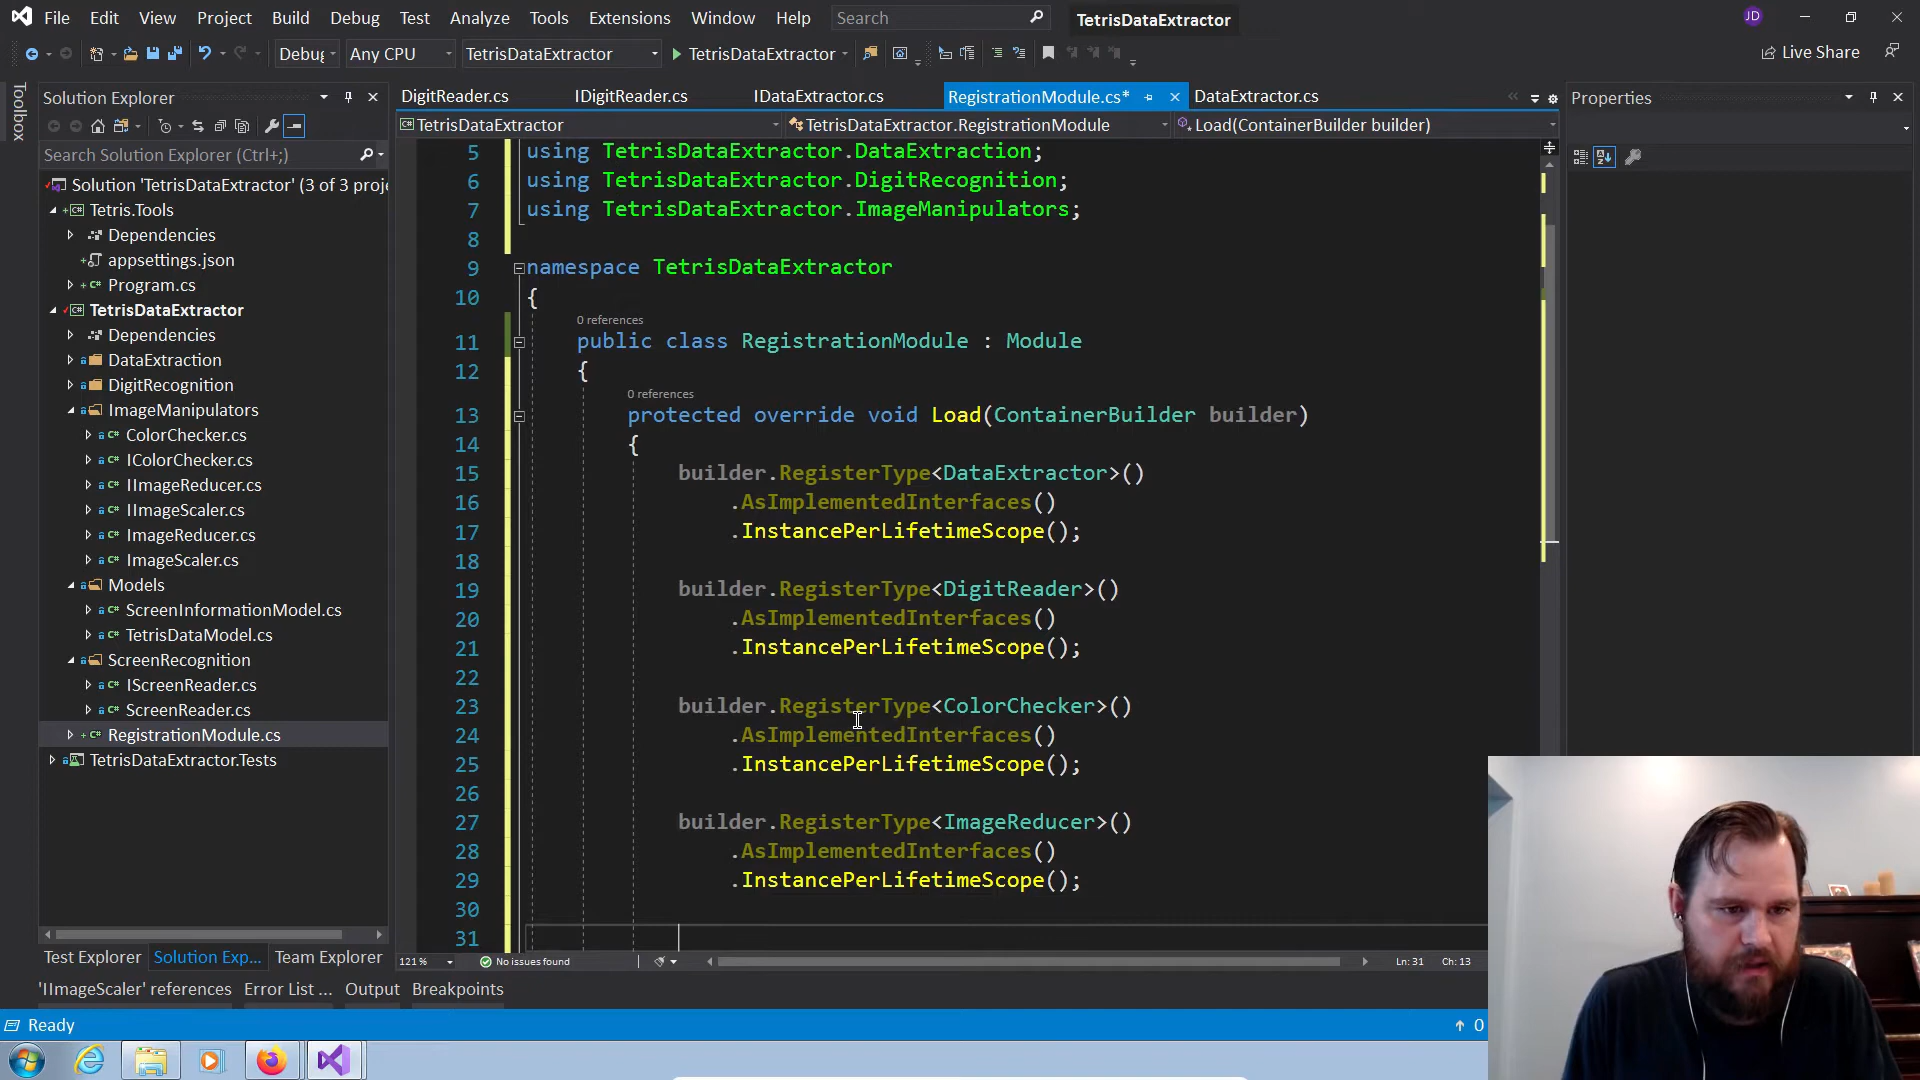 File Edit View Project Build Debug Test Analyze Tools Extensions Window Help Search TetrisDataExtractor JD
Debug Any CPU TetrisDataExtractor TetrisDataExtractor Live Share
Toolbox
Solution Explorer
Search Solution Explorer (Ctrl+;)
Solution 'TetrisDataExtractor' (3 of 3 proje
Tetris.Tools
Dependencies
appsettings.json
Program.cs
TetrisDataExtractor
Dependencies
DataExtraction
DigitRecognition
ImageManipulators
ColorChecker.cs
IColorChecker.cs
IImageReducer.cs
IImageScaler.cs
ImageReducer.cs
ImageScaler.cs
Models
ScreenInformationModel.cs
TetrisDataModel.cs
ScreenRecognition
IScreenReader.cs
ScreenReader.cs
RegistrationModule.cs
TetrisDataExtractor.Tests
Test Explorer Solution Exp... Team Explorer
DigitReader.cs IDigitReader.cs IDataExtractor.cs RegistrationModule.cs* DataExtractor.cs
TetrisDataExtractor TetrisDataExtractor.RegistrationModule Load(ContainerBuilder builder)
5 using TetrisDataExtractor.DataExtraction;
6 using TetrisDataExtractor.DigitRecognition;
7 using TetrisDataExtractor.ImageManipulators;
8
9 namespace TetrisDataExtractor
10 {
0 references
11 public class RegistrationModule : Module
12 {
0 references
13 protected override void Load(ContainerBuilder builder)
14 {
15 builder.RegisterType<DataExtractor>()
16 .AsImplementedInterfaces()
17 .InstancePerLifetimeScope();
18
19 builder.RegisterType<DigitReader>()
20 .AsImplementedInterfaces()
21 .InstancePerLifetimeScope();
22
23 builder.RegisterType<ColorChecker>()
24 .AsImplementedInterfaces()
25 .InstancePerLifetimeScope();
26
27 builder.RegisterType<ImageReducer>()
28 .AsImplementedInterfaces()
29 .InstancePerLifetimeScope();
30
31
121 % No issues found Ln: 31 Ch: 13
Properties
'IImageScaler' references Error List ... Output Breakpoints
Ready 0